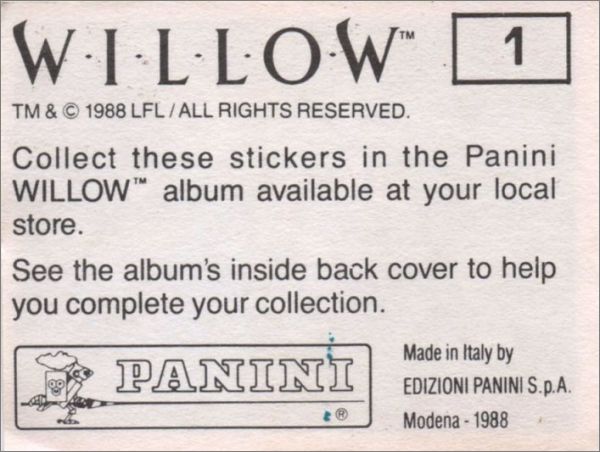 W·I·L·L·O·W™
1
TM & © 1988 LFL / ALL RIGHTS RESERVED.
Collect these stickers in the Panini
WILLOW™ album available at your local
store.
See the album's inside back cover to help
you complete your collection.
PANINI
®
Made in Italy by
EDIZIONI PANINI S.p.A.
Modena - 1988